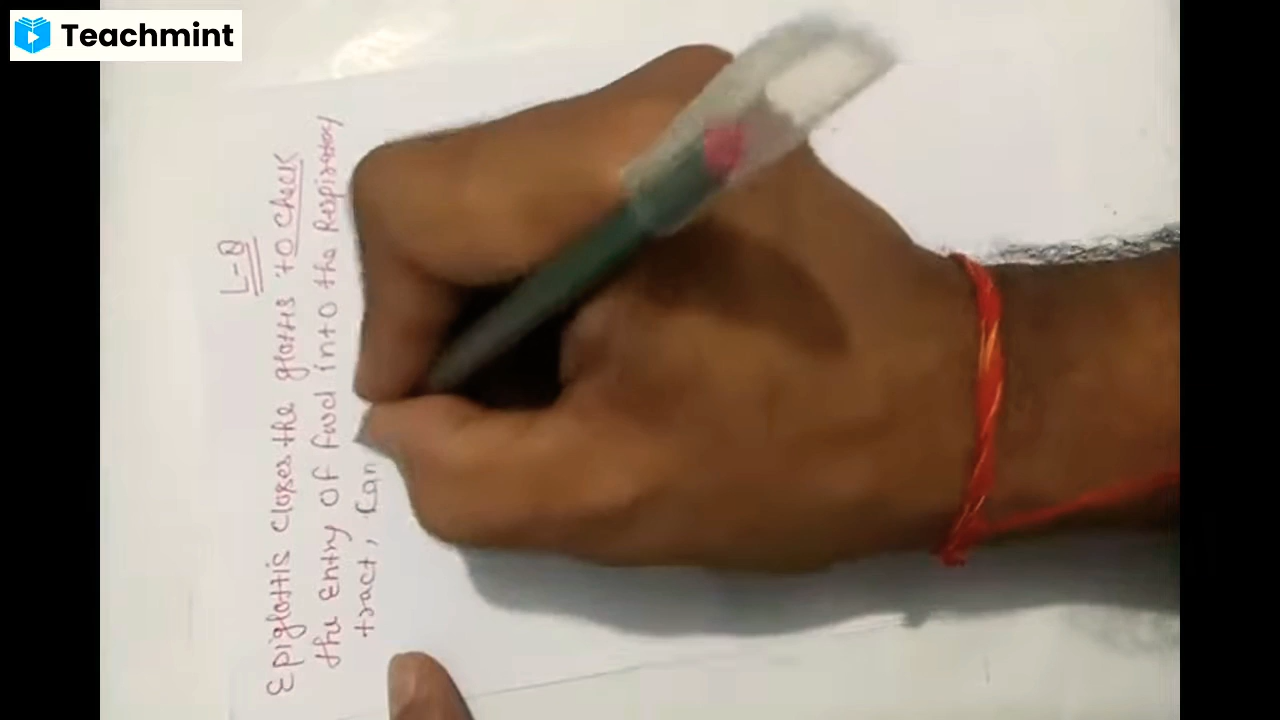 Teachmint
L-8
Epiglottis closes the glottis to check
the entry of food into the Respiratory
tract, can